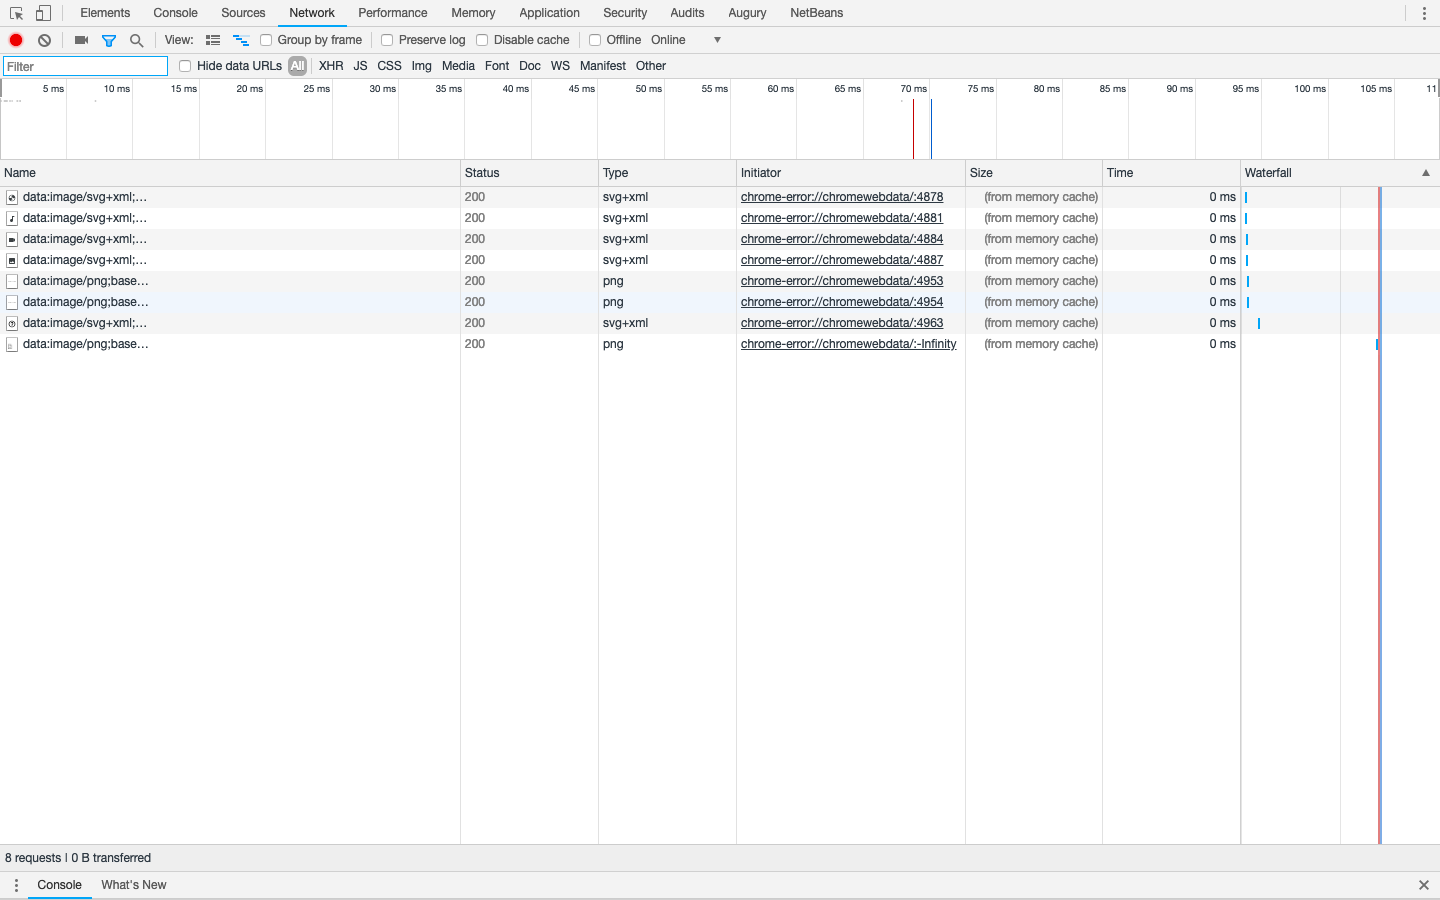 Elements Console Sources Network Performance Memory Application Security Audits Augury NetBeans
View: Group by frame Preserve log Disable cache Offline Online
Filter Hide data URLs All XHR JS CSS Img Media Font Doc WS Manifest Other
5 ms 10 ms 15 ms 20 ms 25 ms 30 ms 35 ms 40 ms 45 ms 50 ms 55 ms 60 ms 65 ms 70 ms 75 ms 80 ms 85 ms 90 ms 95 ms 100 ms 105 ms 11
Name Status Type Initiator Size Time Waterfall
data:image/svg+xml;… 200 svg+xml chrome-error://chromewebdata/:4878 (from memory cache) 0 ms
data:image/svg+xml;… 200 svg+xml chrome-error://chromewebdata/:4881 (from memory cache) 0 ms
data:image/svg+xml;… 200 svg+xml chrome-error://chromewebdata/:4884 (from memory cache) 0 ms
data:image/svg+xml;… 200 svg+xml chrome-error://chromewebdata/:4887 (from memory cache) 0 ms
data:image/png;base… 200 png chrome-error://chromewebdata/:4953 (from memory cache) 0 ms
data:image/png;base… 200 png chrome-error://chromewebdata/:4954 (from memory cache) 0 ms
data:image/svg+xml;… 200 svg+xml chrome-error://chromewebdata/:4963 (from memory cache) 0 ms
data:image/png;base… 200 png chrome-error://chromewebdata/:-Infinity (from memory cache) 0 ms
8 requests | 0 B transferred
Console What's New